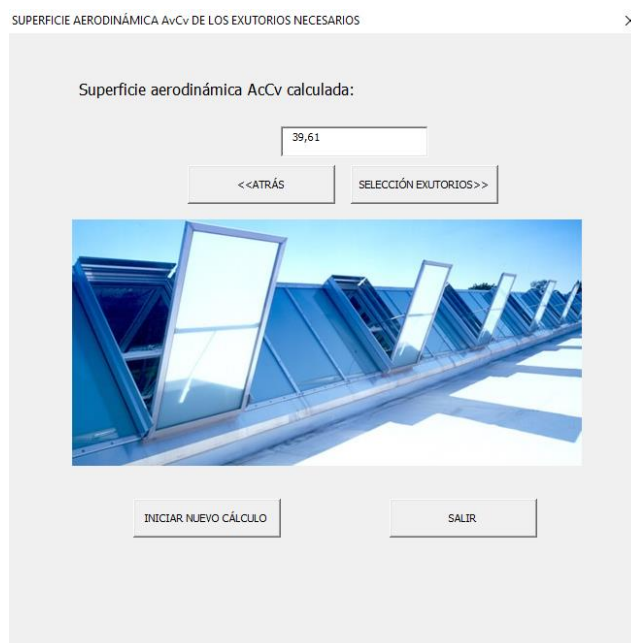 SUPERFICIE AERODINÁMICA AvCv DE LOS EXUTORIOS NECESARIOS
Superficie aerodinámica AcCv calculada:
39,61
<<ATRÁS
SELECCIÓN EXUTORIOS>>
INICIAR NUEVO CÁLCULO
SALIR